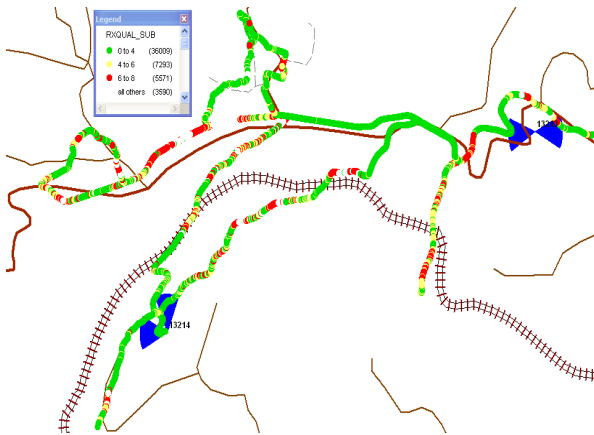 Legend
RXQUAL_SUB
0 to 4 (36009)
4 to 6 (7293)
6 to 8 (5571)
all others (3590)
13214